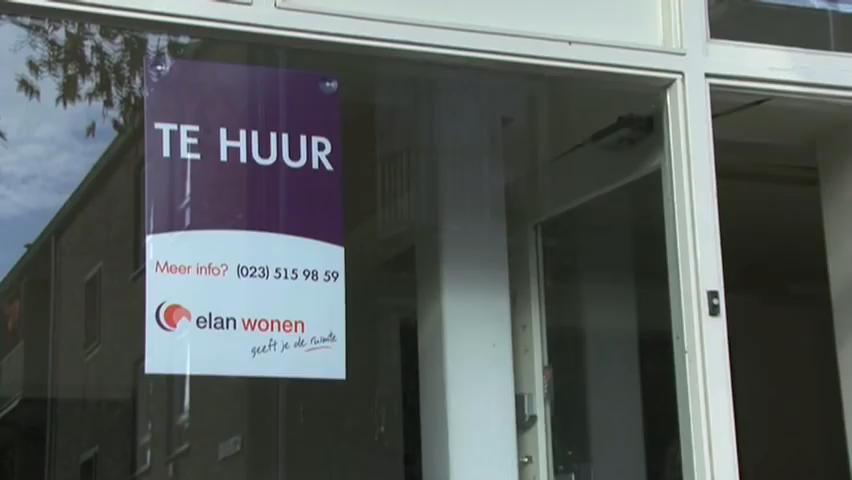 TE HUUR
Meer info? (023) 515 98 59
elan wonen
geeft je de ruimte